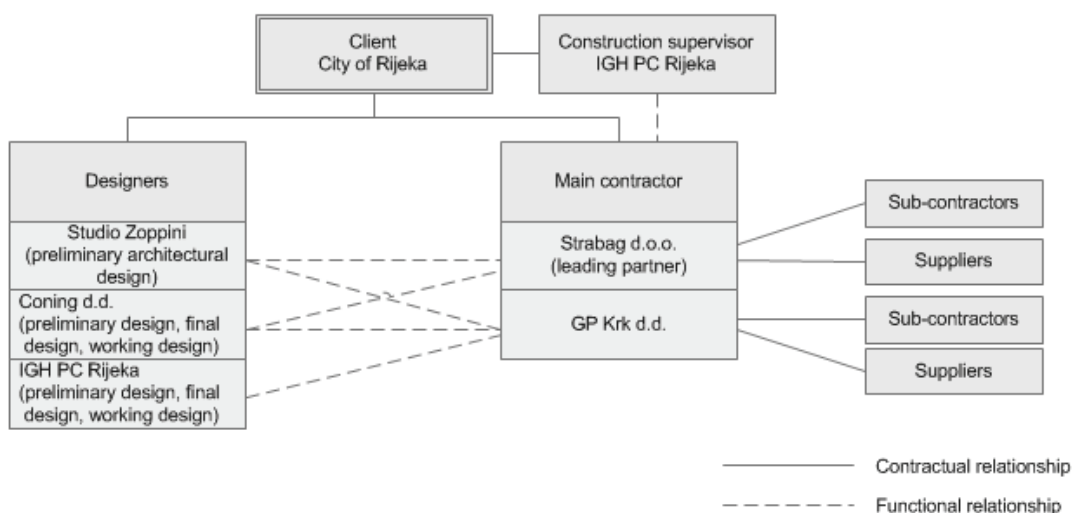 Client
City of Rijeka
Construction supervisor
IGH PC Rijeka
Designers
Studio Zoppini
(preliminary architectural
design)
Coning d.d.
(preliminary design, final
design, working design)
IGH PC Rijeka
(preliminary design, final
design, working design)
Main contractor
Strabag d.o.o.
(leading partner)
GP Krk d.d.
Sub-contractors
Suppliers
Sub-contractors
Suppliers
Contractual relationship
Functional relationship